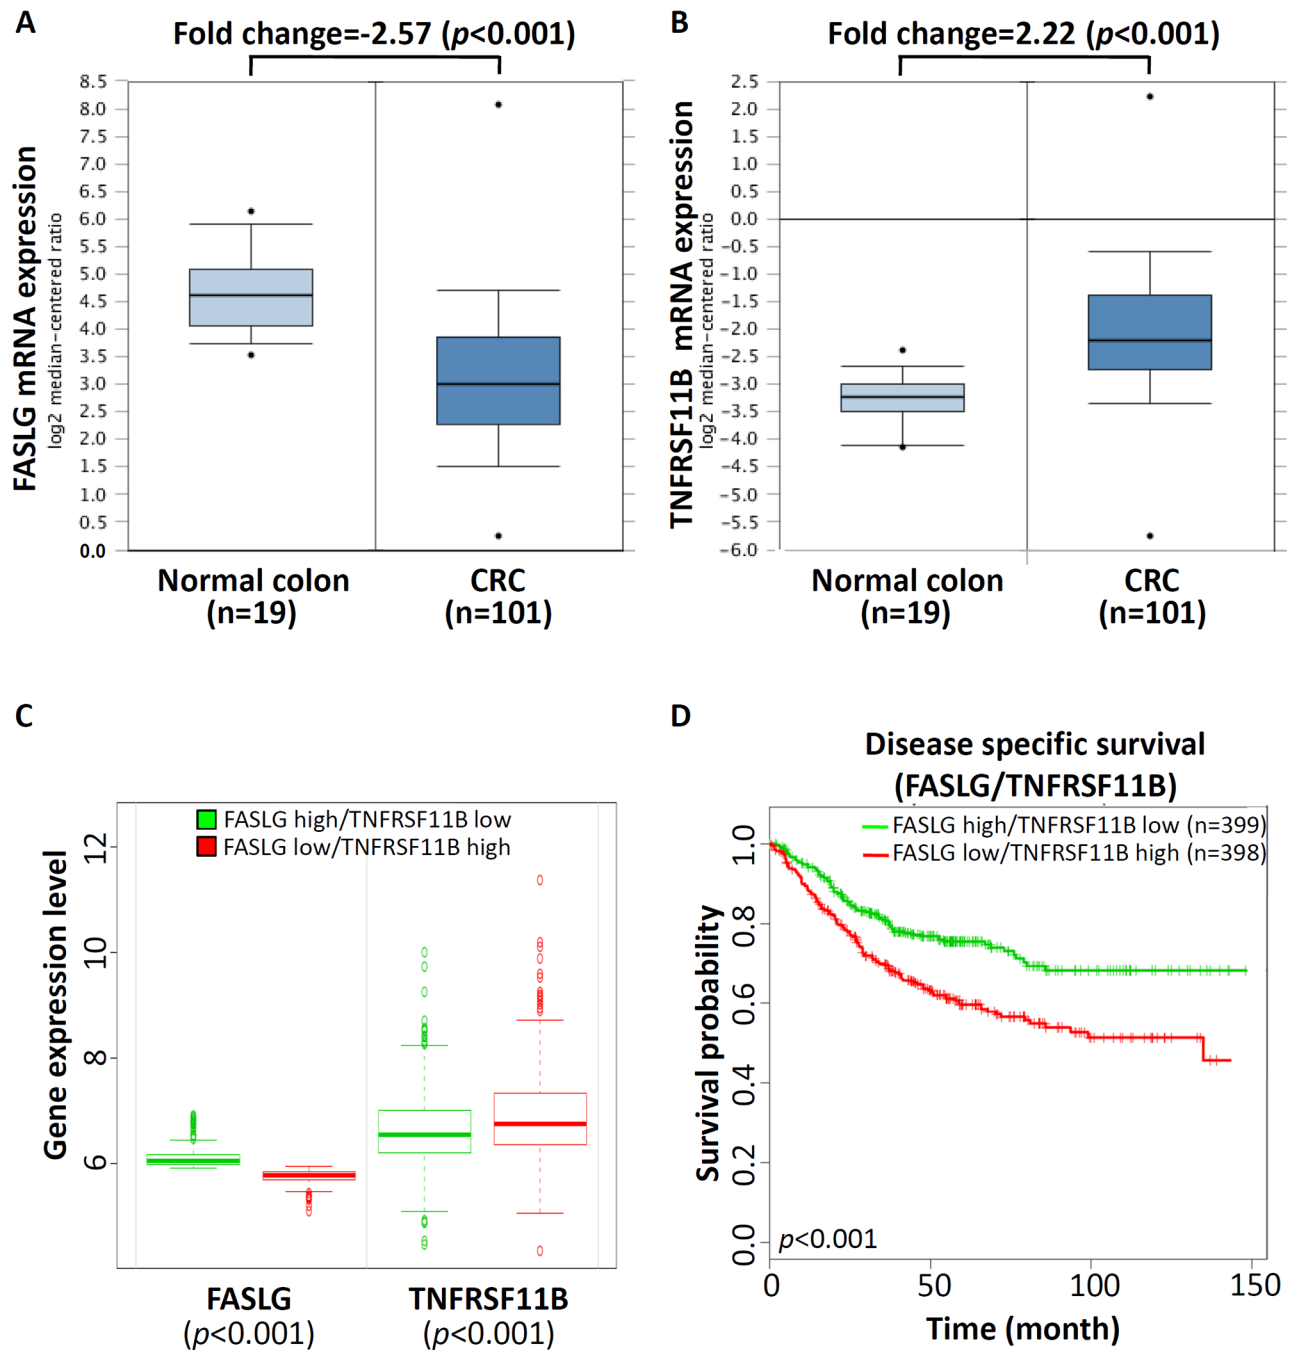 A
Fold change=-2.57 (p<0.001)
FASLG mRNA expression
log2 median-centered ratio
8.5
8.0
7.5
7.0
6.5
6.0
5.5
5.0
4.5
4.0
3.5
3.0
2.5
2.0
1.5
1.0
0.5
0.0
Normal colon
(n=19)
CRC
(n=101)
B
Fold change=2.22 (p<0.001)
TNFRSF11B mRNA expression
log2 median-centered ratio
2.5
2.0
1.5
1.0
0.5
0.0
-0.5
-1.0
-1.5
-2.0
-2.5
-3.0
-3.5
-4.0
-4.5
-5.0
-5.5
-6.0
Normal colon
(n=19)
CRC
(n=101)
C
FASLG high/TNFRSF11B low
FASLG low/TNFRSF11B high
Gene expression level
12
10
8
6
FASLG
(p<0.001)
TNFRSF11B
(p<0.001)
D
Disease specific survival
(FASLG/TNFRSF11B)
FASLG high/TNFRSF11B low (n=399)
FASLG low/TNFRSF11B high (n=398)
Survival probability
1.0
0.8
0.6
0.4
0.2
0.0
p<0.001
0
50
100
150
Time (month)